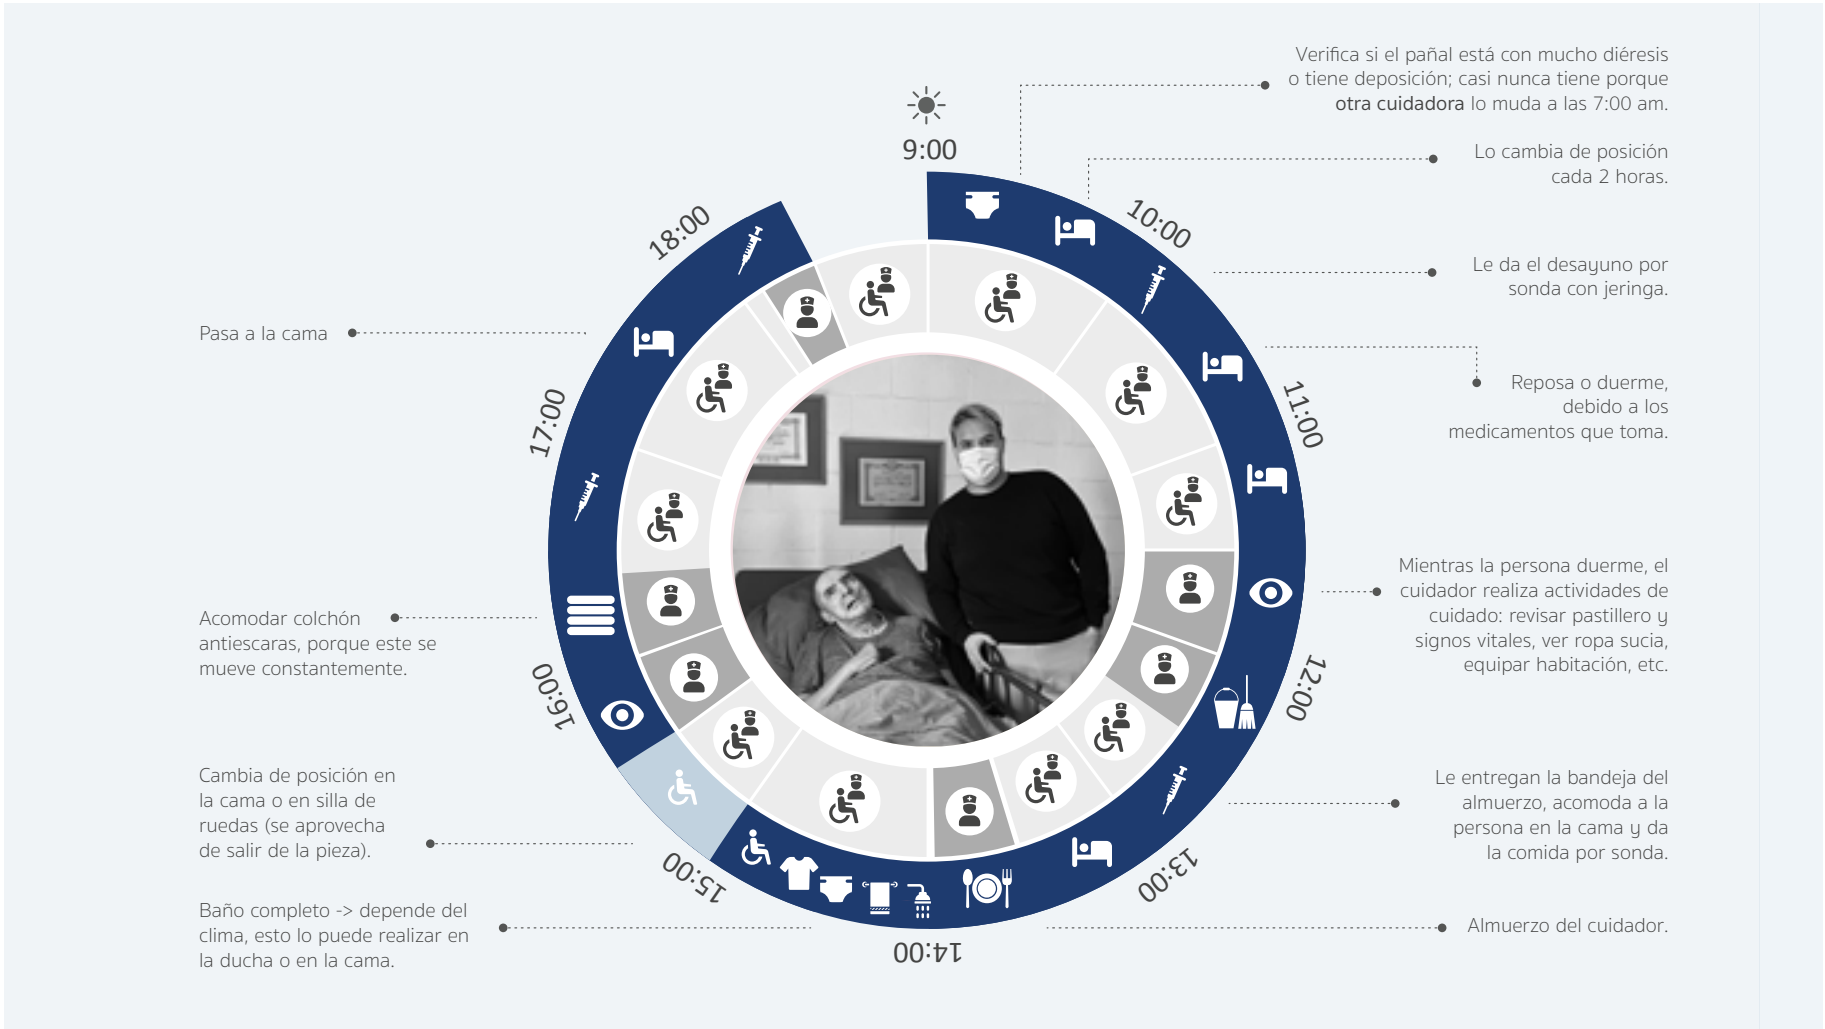 Verifica si el pañal está con mucho diéresis
o tiene deposición; casi nunca tiene porque
otra cuidadora lo muda a las 7:00 am.
9:00
Lo cambia de posición
cada 2 horas.
10:00
Le da el desayuno por
sonda con jeringa.
Reposa o duerme,
debido a los
medicamentos que toma.
11:00
Mientras la persona duerme, el
cuidador realiza actividades de
cuidado: revisar pastillero y
signos vitales, ver ropa sucia,
equipar habitación, etc.
12:00
Le entregan la bandeja del
almuerzo, acomoda a la
persona en la cama y da
la comida por sonda.
13:00
Almuerzo del cuidador.
14:00
Baño completo -> depende del
clima, esto lo puede realizar en
la ducha o en la cama.
15:00
Cambia de posición en
la cama o en silla de
ruedas (se aprovecha
de salir de la pieza).
16:00
Acomodar colchón
antiescaras, porque este se
mueve constantemente.
17:00
Pasa a la cama
18:00